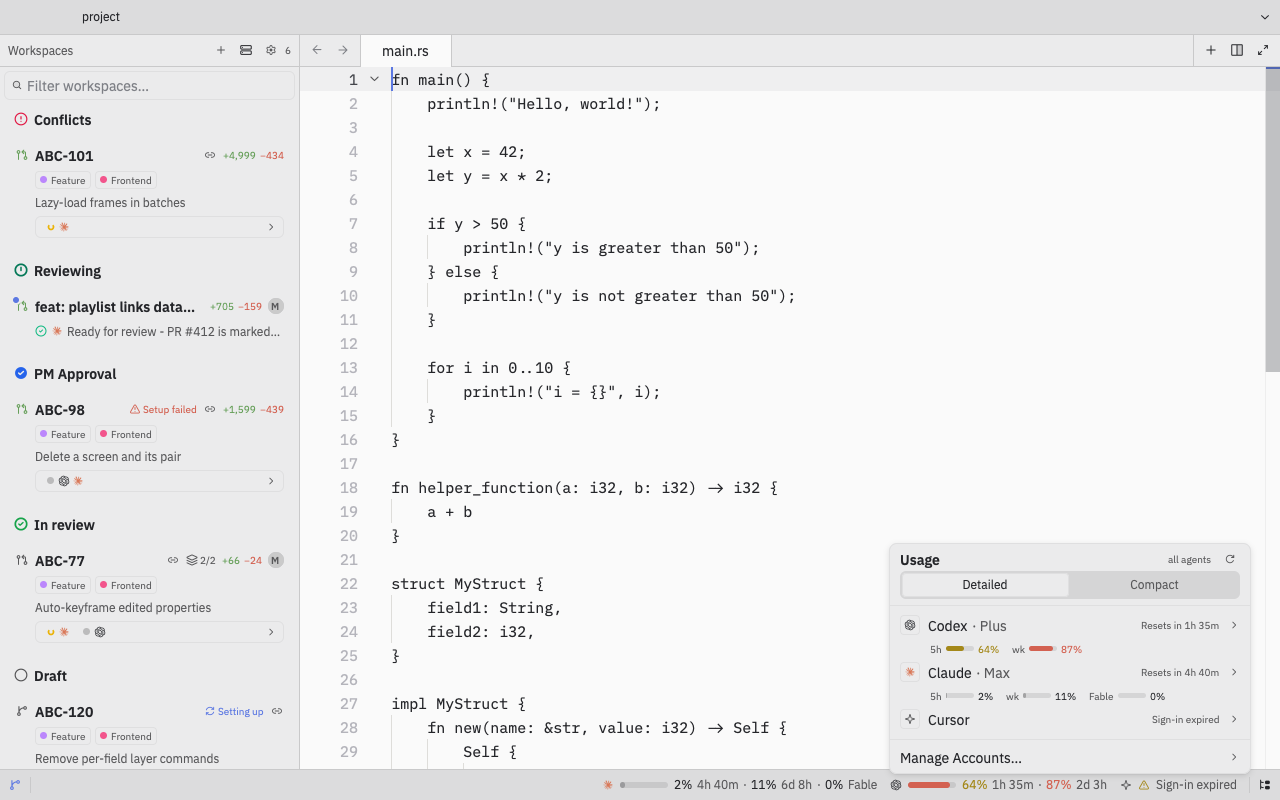 project
Workspaces
6
main.rs
Filter workspaces...
Conflicts
ABC-101 +4,999 −434
Feature Frontend
Lazy-load frames in batches
Reviewing
feat: playlist links data... +705 −159 M
Ready for review - PR #412 is marked...
PM Approval
ABC-98 Setup failed +1,599 −439
Feature Frontend
Delete a screen and its pair
In review
ABC-77 2/2 +66 −24 M
Feature Frontend
Auto-keyframe edited properties
Draft
ABC-120 Setting up
Feature Frontend
Remove per-field layer commands
1 fn main() {
2 println!("Hello, world!");
3
4 let x = 42;
5 let y = x * 2;
6
7 if y > 50 {
8 println!("y is greater than 50");
9 } else {
10 println!("y is not greater than 50");
11 }
12
13 for i in 0..10 {
14 println!("i = {}", i);
15 }
16 }
17
18 fn helper_function(a: i32, b: i32) -> i32 {
19 a + b
20 }
21
22 struct MyStruct {
23 field1: String,
24 field2: i32,
25 }
26
27 impl MyStruct {
28 fn new(name: &str, value: i32) -> Self {
29 Self {
Usage all agents
Detailed Compact
Codex · Plus Resets in 1h 35m
5h 64% wk 87%
Claude · Max Resets in 4h 40m
5h 2% wk 11% Fable 0%
Cursor Sign-in expired
Manage Accounts...
2% 4h 40m · 11% 6d 8h · 0% Fable 64% 1h 35m · 87% 2d 3h Sign-in expired